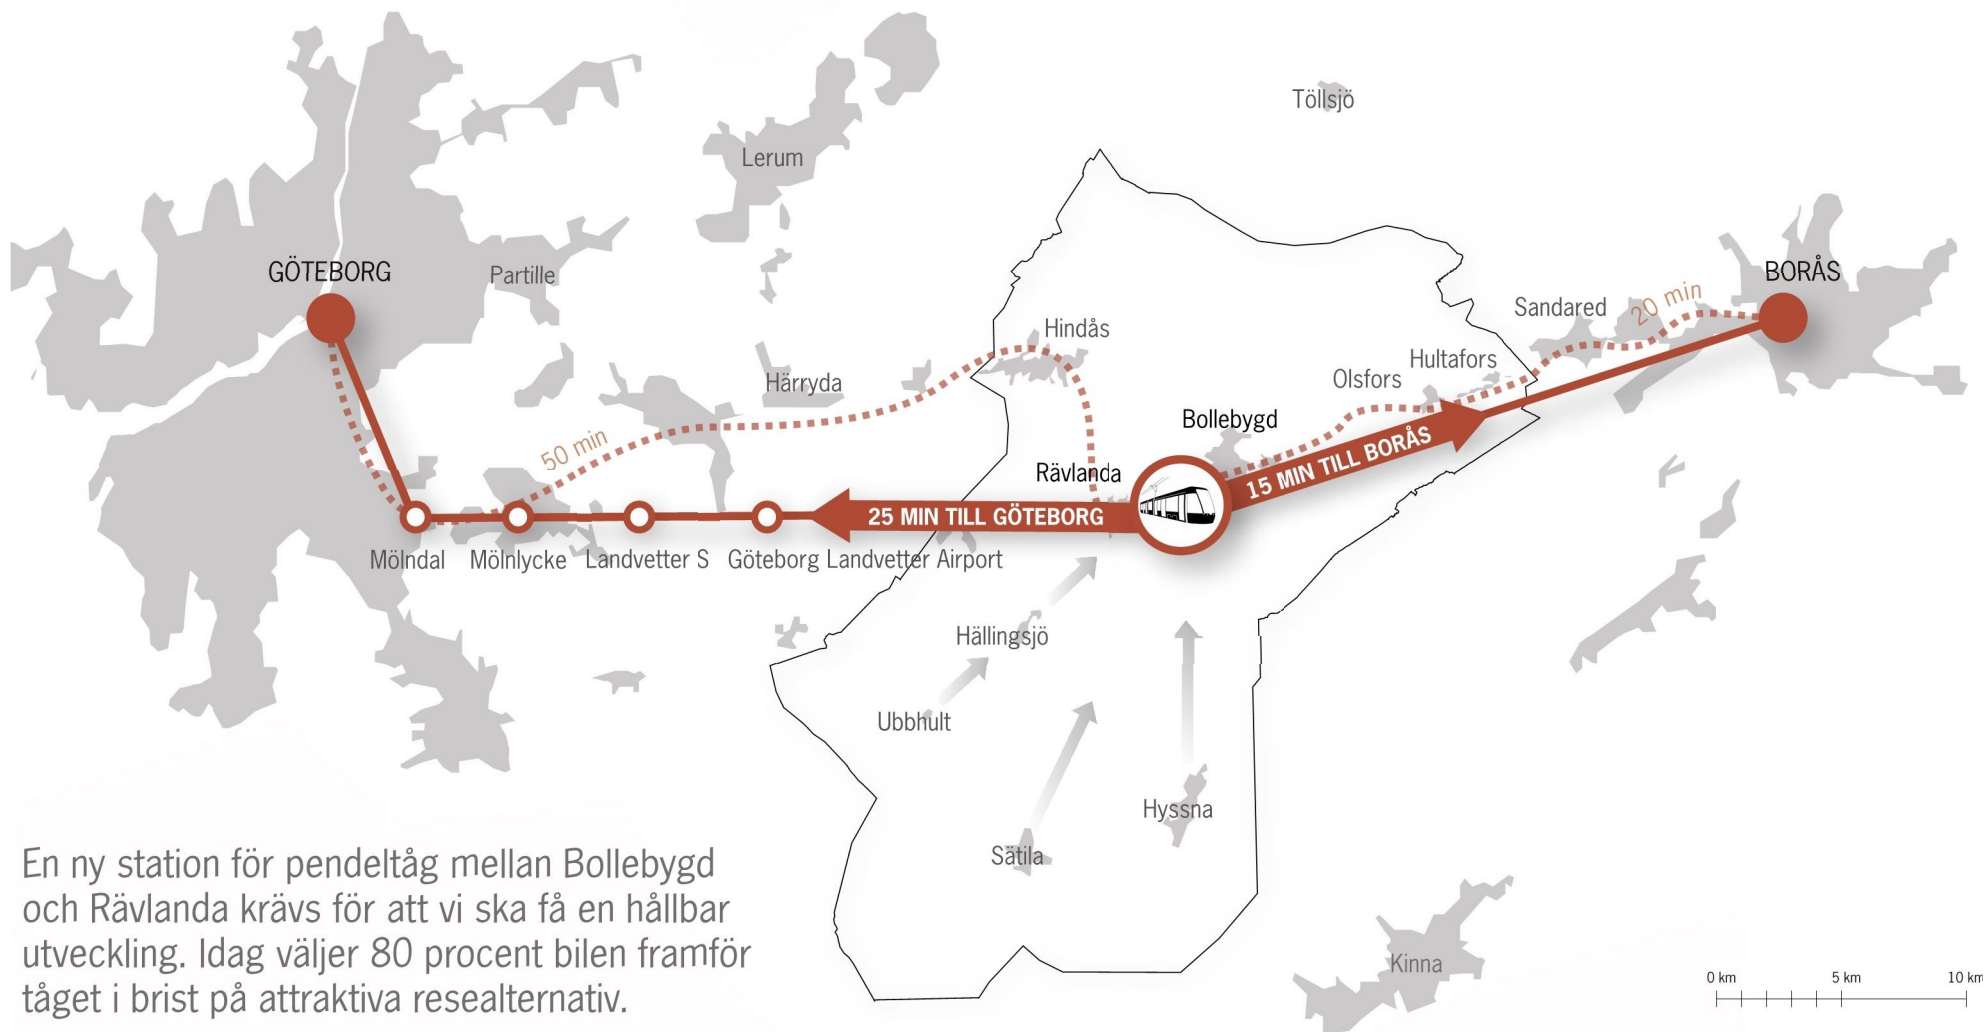 Töllsjö
Lerum
GÖTEBORG
Partille
BORÅS
Sandared
20 min
Hindås
Hultafors
Härryda
Olsfors
Bollebygd
50 min
Rävlanda
15 MIN TILL BORÅS
25 MIN TILL GÖTEBORG
Mölndal
Mölnlycke
Landvetter S
Göteborg Landvetter Airport
Hällingsjö
Ubbhult
Hyssna
Sätila
En ny station för pendeltåg mellan Bollebygd
och Rävlanda krävs för att vi ska få en hållbar
utveckling. Idag väljer 80 procent bilen framför
tåget i brist på attraktiva resealternativ.
Kinna
0 km 5 km 10 km